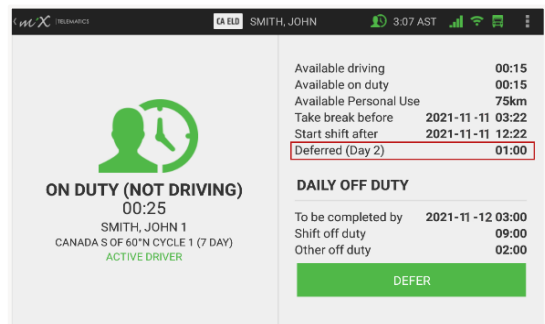 miX TELEMATICS
CA ELD SMITH, JOHN 3:07 AST
ON DUTY (NOT DRIVING)
00:25
SMITH, JOHN 1
CANADA S OF 60°N CYCLE 1 (7 DAY)
ACTIVE DRIVER
Available driving 00:15
Available on duty 00:15
Available Personal Use 75km
Take break before 2021-11-11 03:22
Start shift after 2021-11-11 12:22
Deferred (Day 2) 01:00
DAILY OFF DUTY
To be completed by 2021-11-12 03:00
Shift off duty 09:00
Other off duty 02:00
DEFER